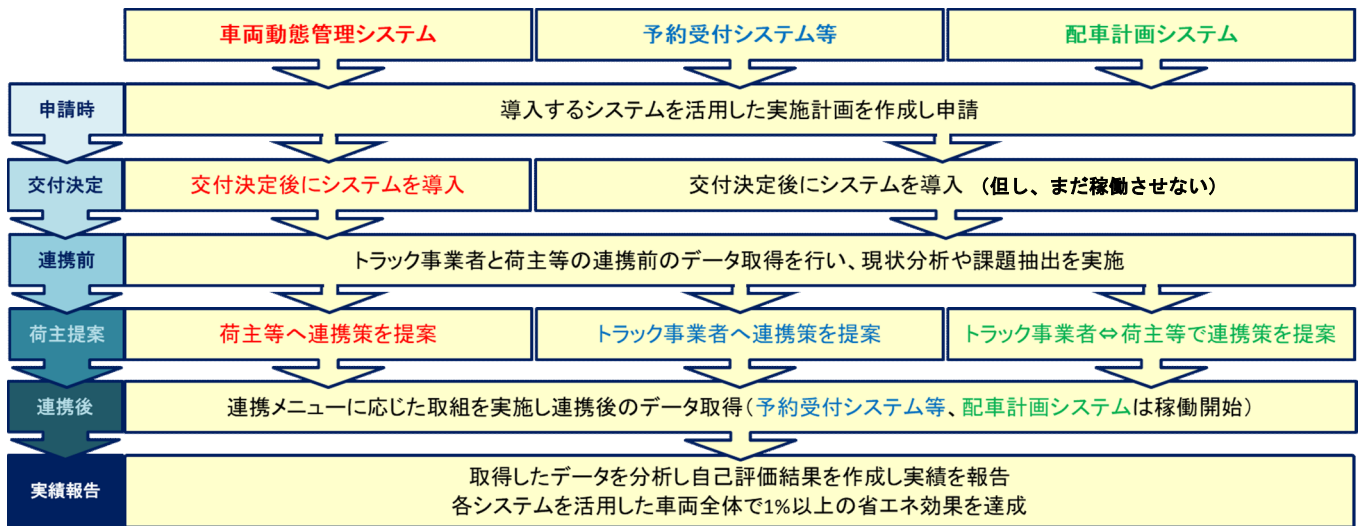 車両動態管理システム
予約受付システム等
配車計画システム
申請時
導入するシステムを活用した実施計画を作成し申請
交付決定
交付決定後にシステムを導入
交付決定後にシステムを導入 (但し、まだ稼働させない)
連携前
トラック事業者と荷主等の連携前のデータ取得を行い、現状分析や課題抽出を実施
荷主提案
荷主等へ連携策を提案
トラック事業者へ連携策を提案
トラック事業者⇔荷主等で連携策を提案
連携後
連携メニューに応じた取組を実施し連携後のデータ取得(予約受付システム等、配車計画システムは稼働開始)
実績報告
取得したデータを分析し自己評価結果を作成し実績を報告
各システムを活用した車両全体で1%以上の省エネ効果を達成